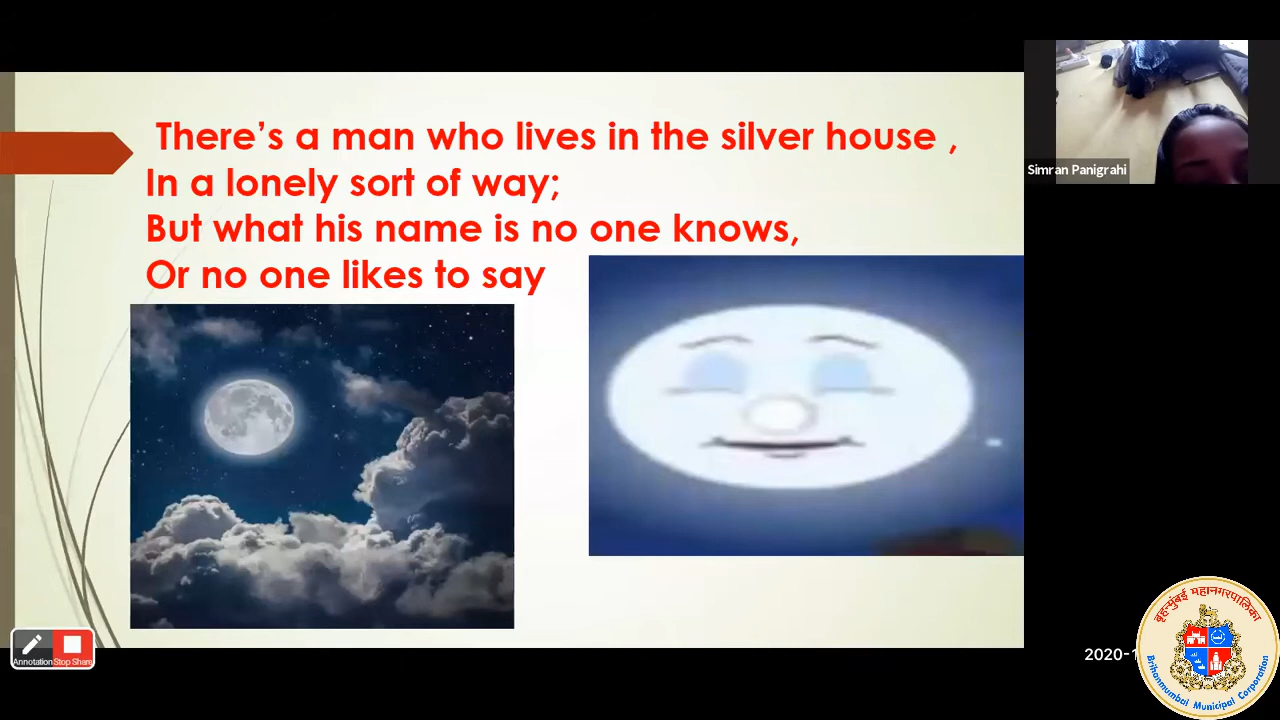 There’s a man who lives in the silver house ,
In a lonely sort of way;
But what his name is no one knows,
Or no one likes to say
Simran Panigrahi
Annotation Stop Share
2020-1
बृहन्मुंबई महानगरपालिका
Brihanmumbai Municipal Corporation